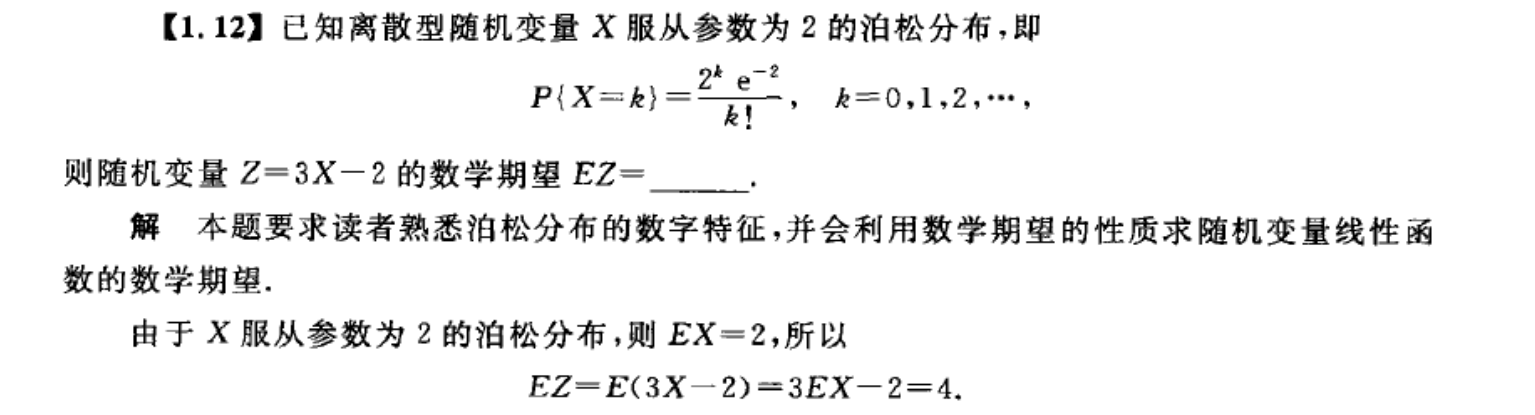 【1.12】已知离散型随机变量 X 服从参数为 2 的泊松分布,即
P{X=k}=\frac{2^k e^{-2}}{k!}, k=0,1,2,⋯,
则随机变量 Z=3X-2 的数学期望 EZ=______.
解 本题要求读者熟悉泊松分布的数字特征,并会利用数学期望的性质求随机变量线性函
数的数学期望.
由于 X 服从参数为 2 的泊松分布,则 EX=2,所以
EZ=E(3X-2)=3EX-2=4.